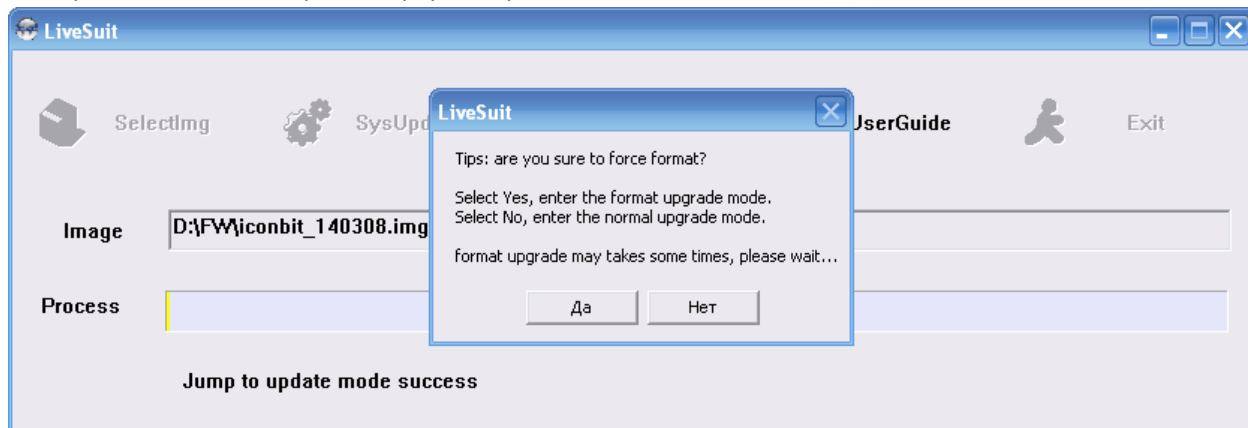 LiveSuit
SelectImg SysUpd UserGuide Exit
LiveSuit
Tips: are you sure to force format?
Select Yes, enter the format upgrade mode.
Select No, enter the normal upgrade mode.
format upgrade may takes some times, please wait...
Да Нет
Image D:\FW\iconbit_140308.img
Process
Jump to update mode success